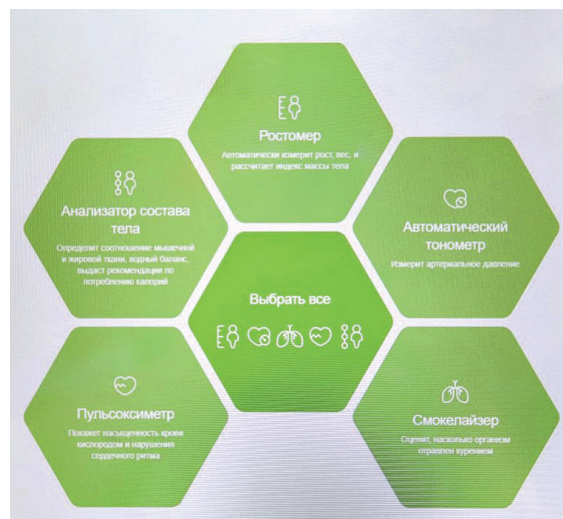 Ростомер
Автоматически измерит рост, вес, и
рассчитает индекс массы тела
Анализатор состава
тела
Определит соотношение мышечной
и жировой ткани, водный баланс,
выдаст рекомендации по
потреблению калорий
Автоматический
тонометр
Измерит артериальное давление
Выбрать все
Пульсоксиметр
Покажет насыщенность крови
кислородом и нарушения
сердечного ритма
Смокелайзер
Оценит, насколько организм
отравлен курением